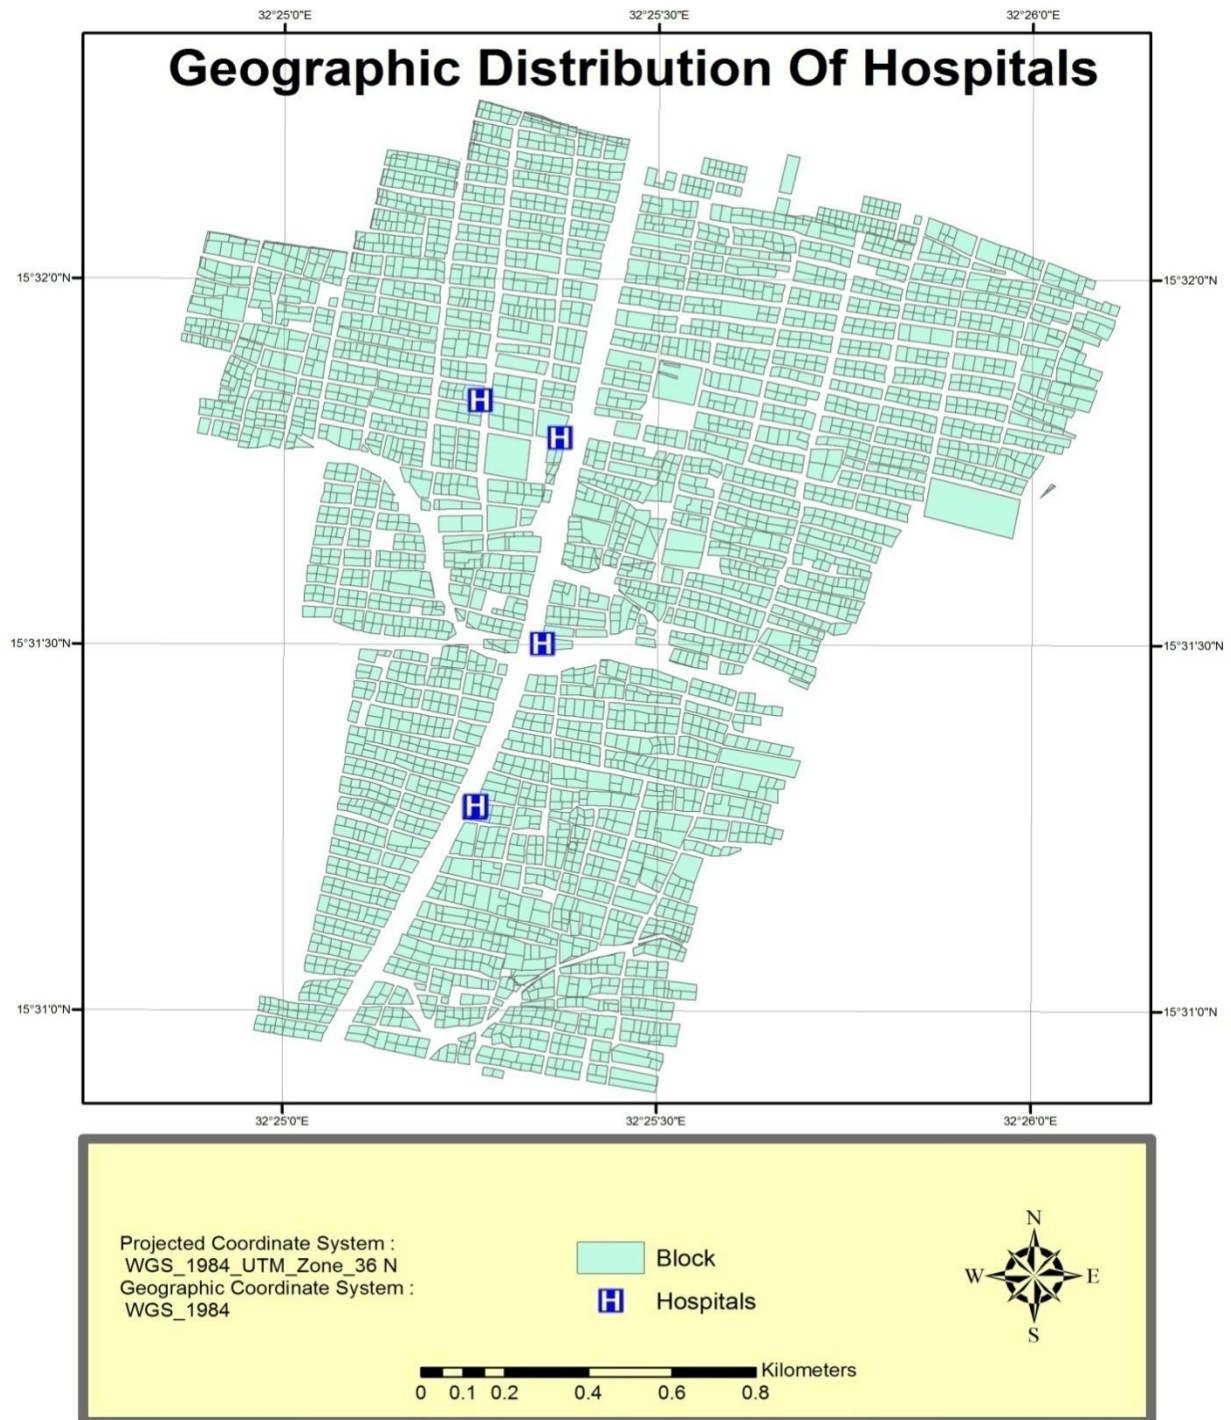 32°25'0"E 32°25'30"E 32°26'0"E
Geographic Distribution Of Hospitals
15°32'0"N 15°32'0"N
H
H
15°31'30"N H 15°31'30"N
H
15°31'0"N 15°31'0"N
32°25'0"E 32°25'30"E 32°26'0"E
Projected Coordinate System :
WGS_1984_UTM_Zone_36 N
Geographic Coordinate System :
WGS_1984
Block
H Hospitals
N
W E
S
Kilometers
0 0.1 0.2 0.4 0.6 0.8